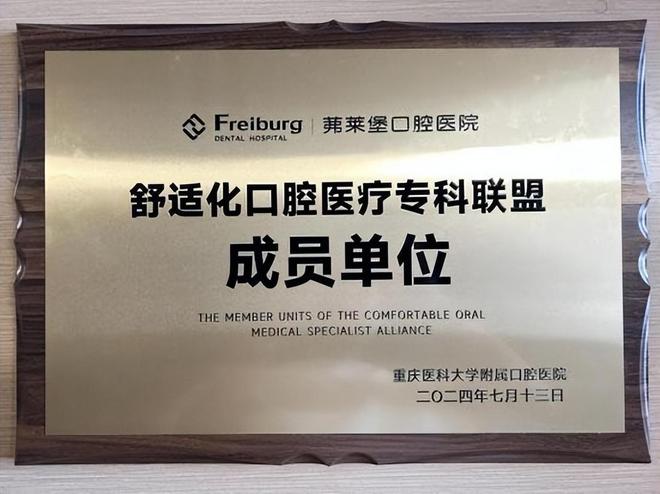 Freiburg 茀莱堡口腔医院
DENTAL HOSPITAL
舒适化口腔医疗专科联盟
成员单位
THE MEMBER UNITS OF THE COMFORTABLE ORAL
MEDICAL SPECIALIST ALLIANCE
重庆医科大学附属口腔医院
二〇二四年七月十三日